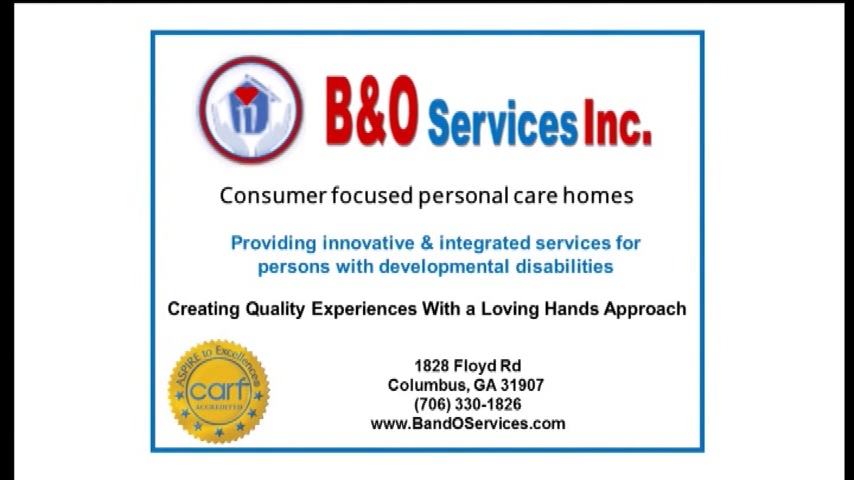 B&O Services Inc.
Consumer focused personal care homes
Providing innovative & integrated services for
persons with developmental disabilities
Creating Quality Experiences With a Loving Hands Approach
ASPIRE to Excellence®
carf
ACCREDITED
1828 Floyd Rd
Columbus, GA 31907
(706) 330-1826
www.BandOServices.com